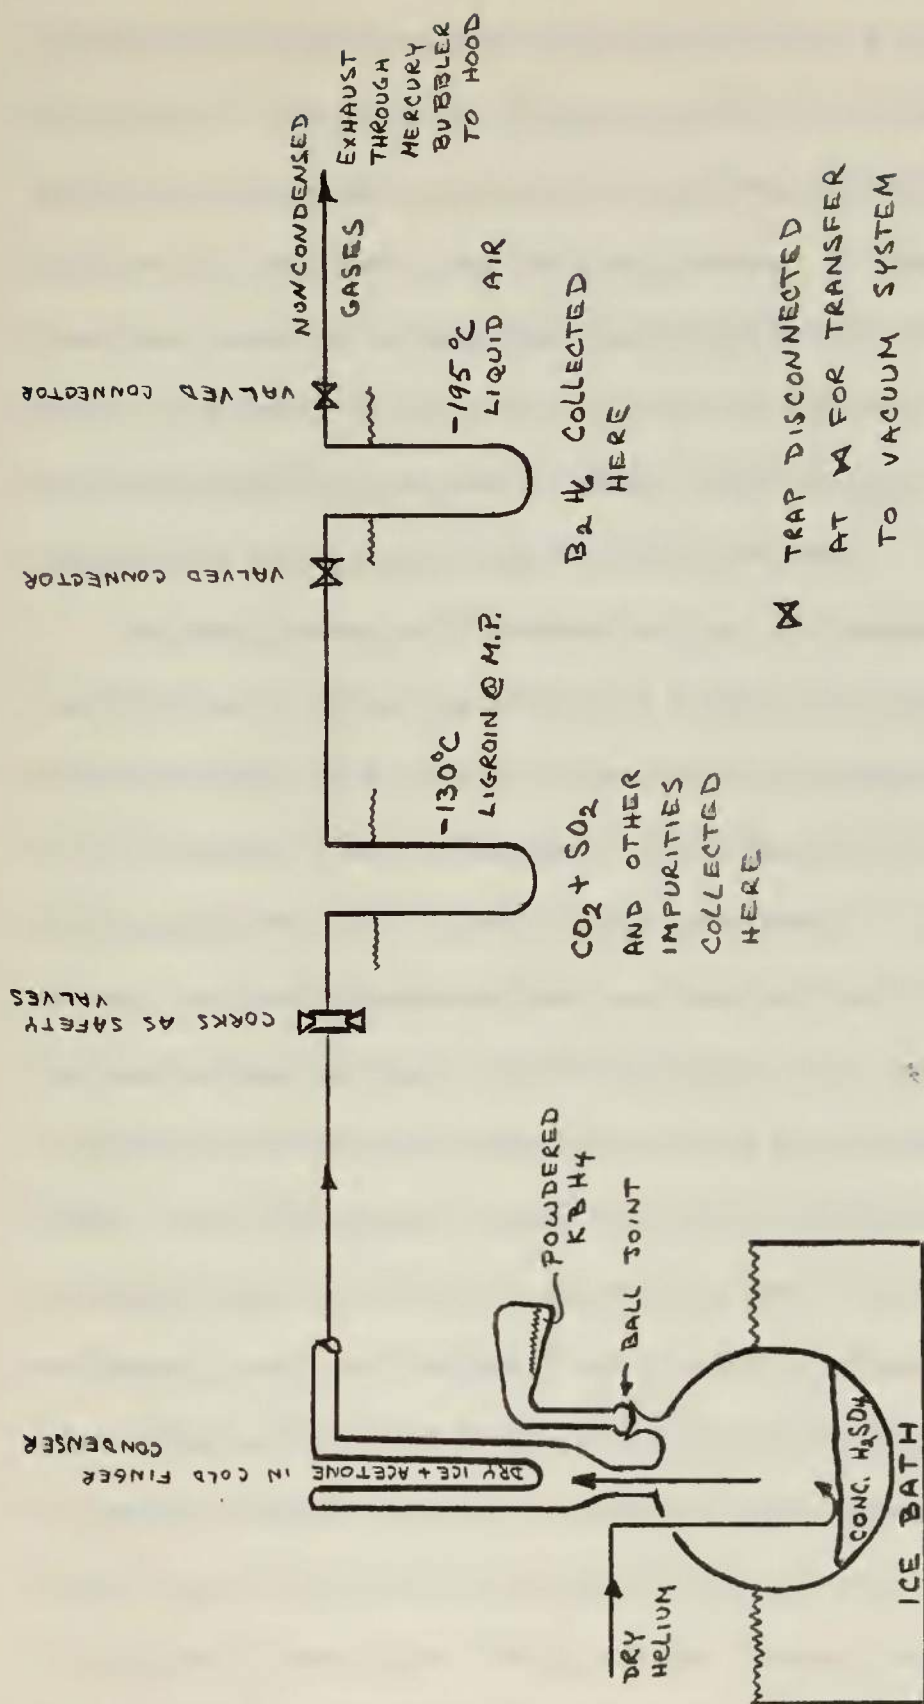 NONCONDENSED
GASES
EXHAUST
THROUGH
MERCURY
BUBBLER
TO HOOD
VALVED CONNECTOR
-195°C
LIQUID AIR
B2 H6 COLLECTED
HERE
VALVED CONNECTOR
TRAP DISCONNECTED
AT FOR TRANSFER
TO VACUUM SYSTEM
-130°C
LIGROIN @ M.P.
CO2 + SO2
AND OTHER
IMPURITIES
COLLECTED
HERE
CORKS AS SAFETY
VALVES
POWDERED
KBH4
BALL JOINT
DRY ICE + ACETONE IN COLD FINGER
CONDENSER
DRY
HELIUM
CONC. H2SO4
ICE BATH